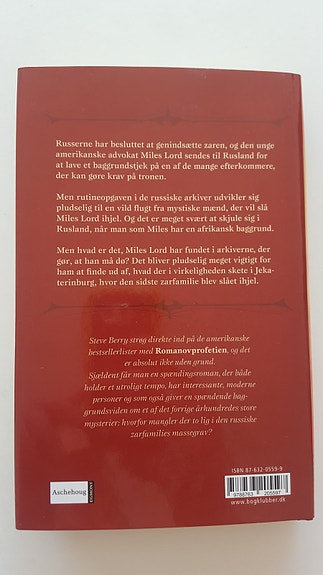 Russerne har besluttet at genindsætte zaren, og den unge
amerikanske advokat Miles Lord sendes til Rusland for
at lave et baggrundstjek på en af de mange efterkommere,
der kan gøre krav på tronen.
Men rutineopgaven i de russiske arkiver udvikler sig
pludselig til en vild flugt fra mystiske mænd, der vil slå
Miles Lord ihjel. Og det er meget svært at skjule sig i
Rusland, når man som Miles har en afrikansk baggrund.
Men hvad er det, Miles Lord har fundet i arkiverne, der
gør, at han må dø? Det bliver pludselig meget vigtigt for
ham at finde ud af, hvad der i virkeligheden skete i Jeka-
terinburg, hvor den sidste zarfamilie blev slået ihjel.
Steve Berry strøg direkte ind på de amerikanske
bestsellerlister med Romanovprofetien, og det
er absolut ikke uden grund.
Sjældent får man en spændingsroman, der både
holder et utroligt tempo, har interessante, moderne
personer og som også giver en spændende bag-
grundsviden om et af det forrige århundredes store
mysterier: hvorfor mangler der to lig i den russiske
zarfamilies massegrav?
Aschehoug
EGMONT
ISBN 87-632-0559-9
9788763 205597
www.bogklubber.dk